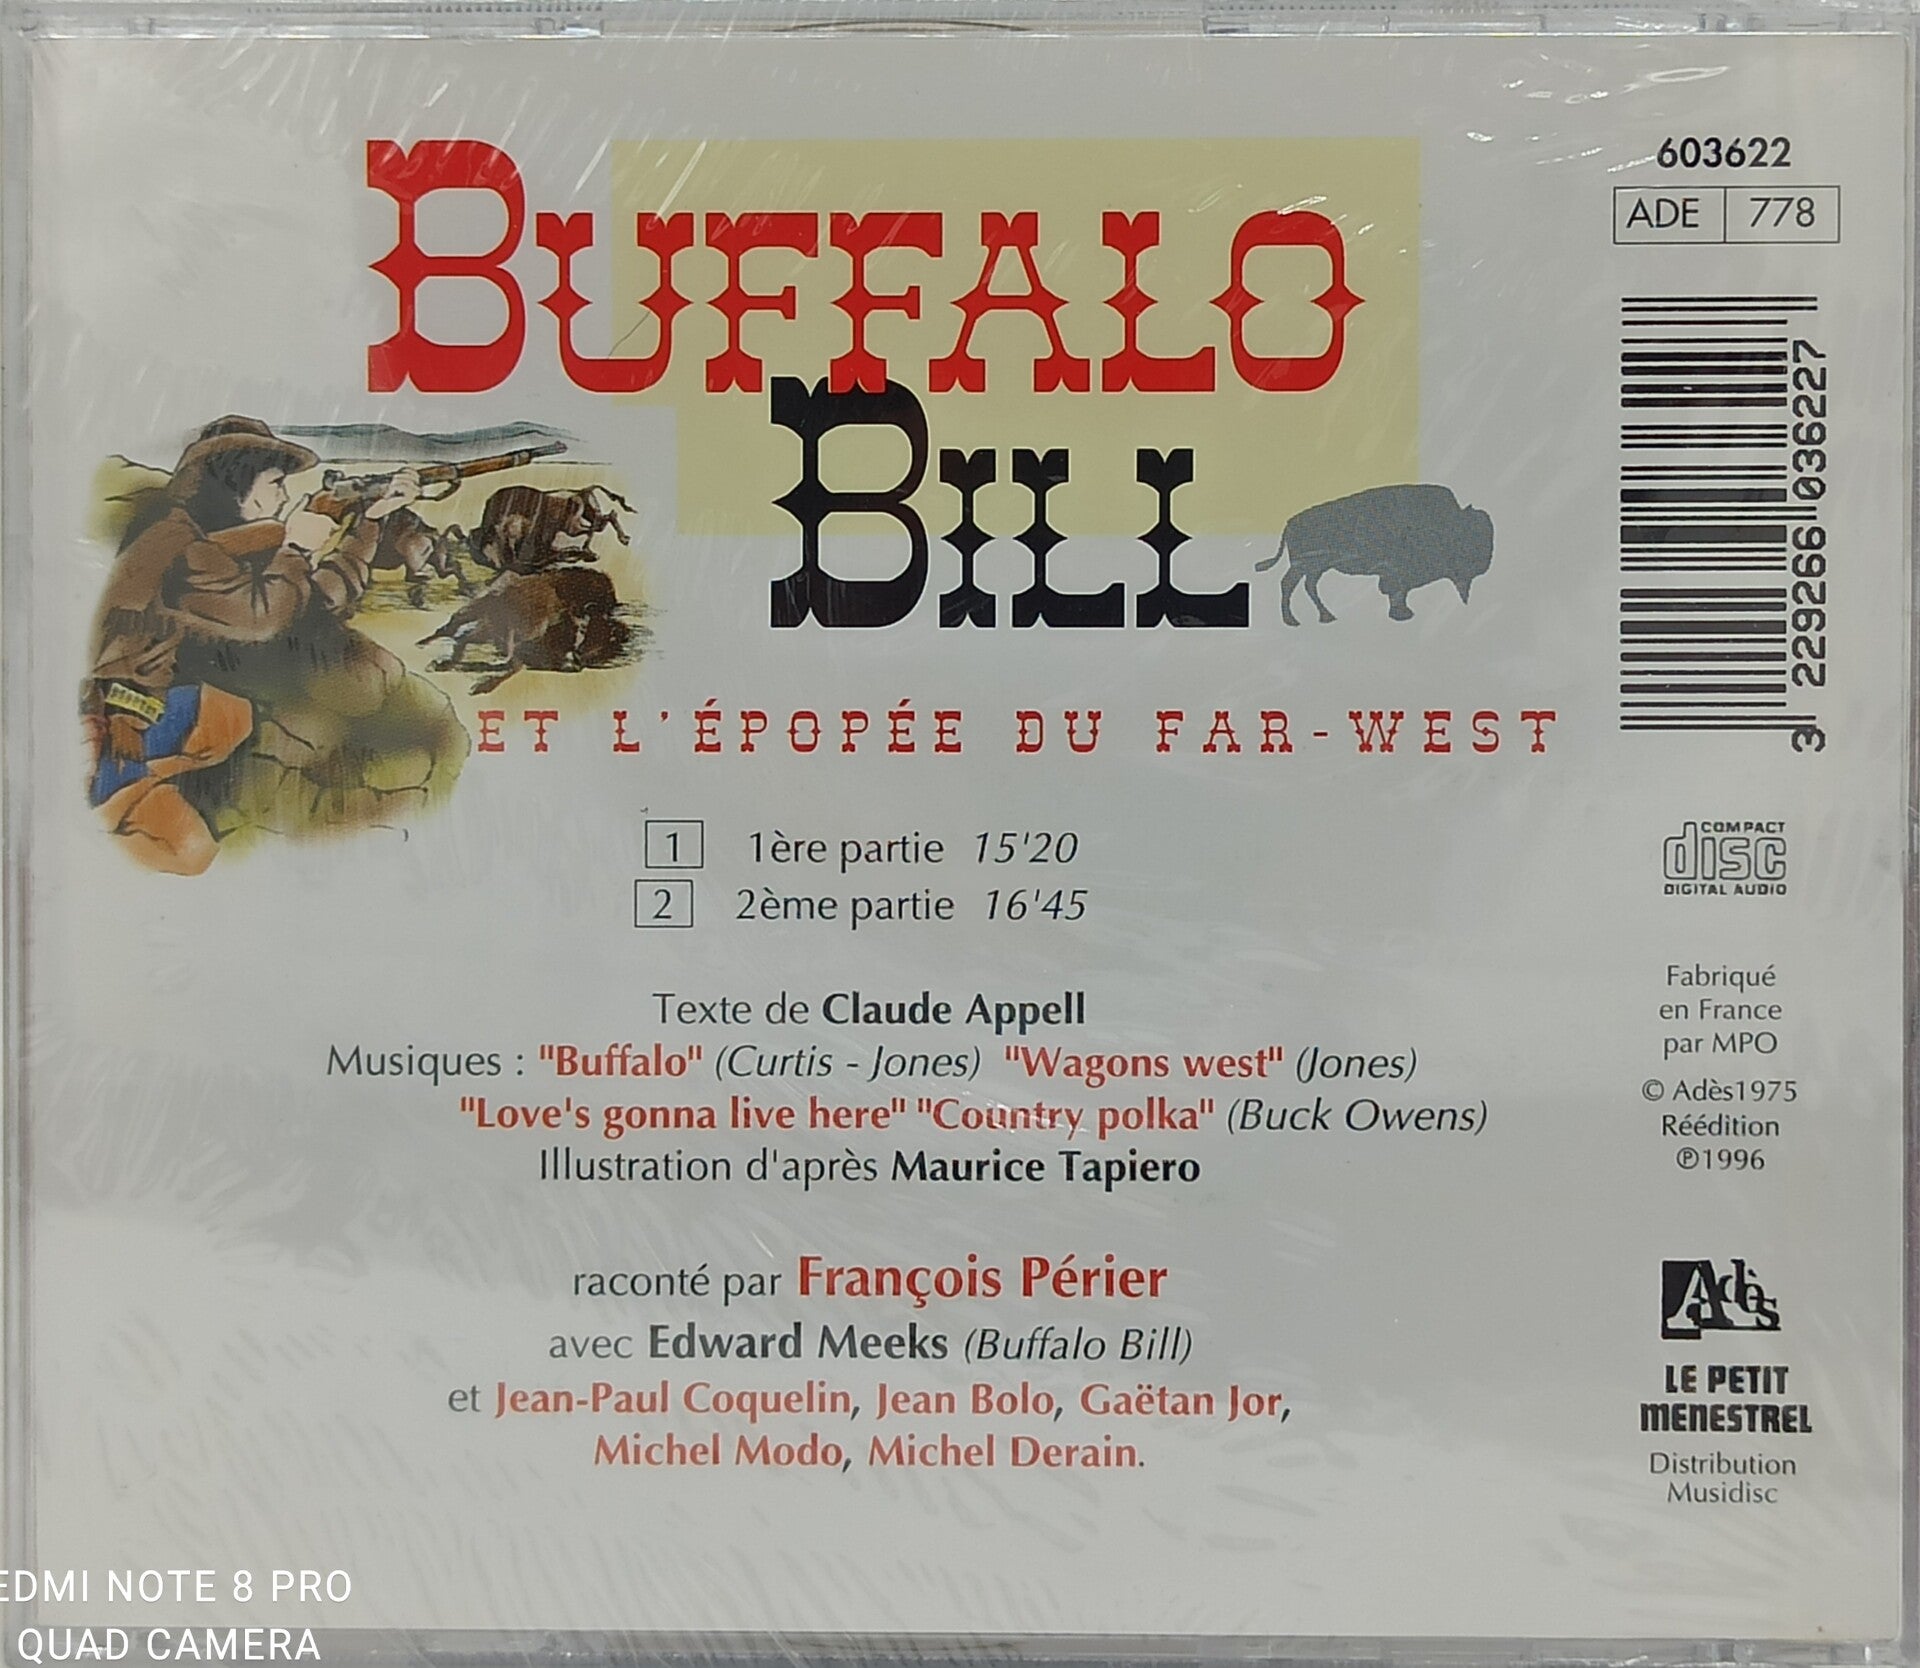 BUFFALO
BILL
ET L'ÉPOPÉE DU FAR-WEST
1 1ère partie 15'20
2 2ème partie 16'45
Texte de Claude Appell
Musiques : "Buffalo" (Curtis - Jones) "Wagons west" (Jones)
"Love's gonna live here" "Country polka" (Buck Owens)
Illustration d'après Maurice Tapiero
raconté par François Périer
avec Edward Meeks (Buffalo Bill)
et Jean-Paul Coquelin, Jean Bolo, Gaëtan Jor,
Michel Modo, Michel Derain.
603622
ADE 778
3 229266 036227
COMPACT
disc
DIGITAL AUDIO
Fabriqué
en France
par MPO
© Adès1975
Réédition
℗1996
Adès
LE PETIT
MENESTREL
Distribution
Musidisc
EDMI NOTE 8 PRO
QUAD CAMERA